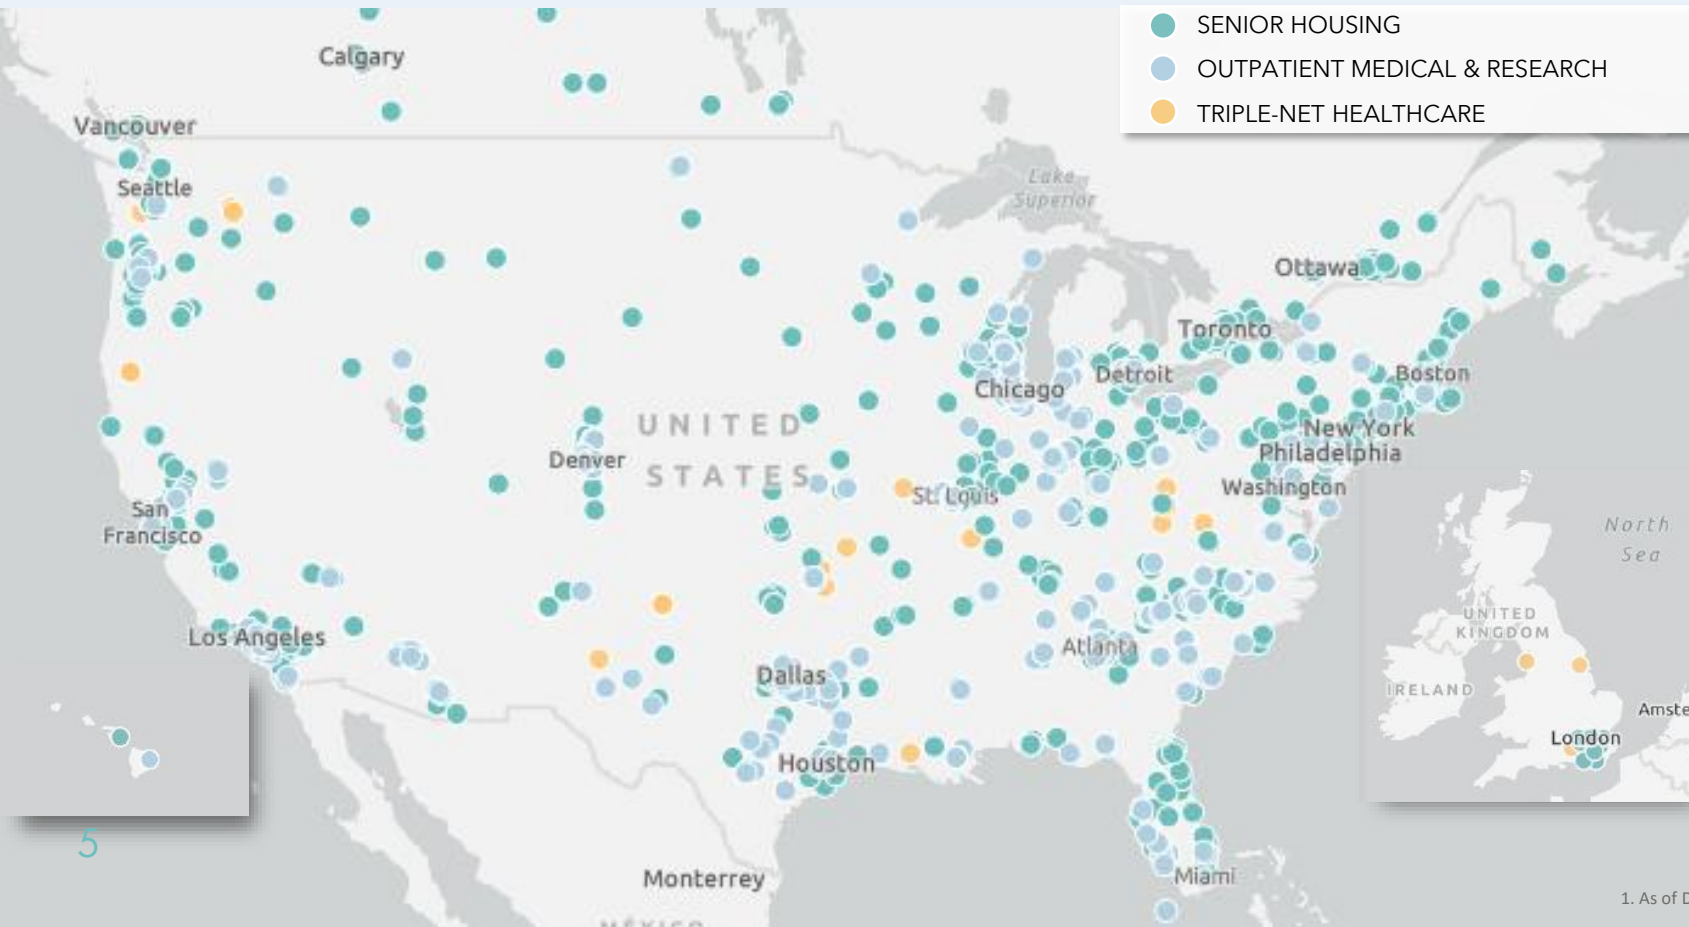 SENIOR HOUSING
OUTPATIENT MEDICAL & RESEARCH
TRIPLE-NET HEALTHCARE
Calgary
Vancouver
Seattle
Lake
Superior
Ottawa
Toronto
Boston
Detroit
Chicago
UNITED
STATES
New York
Philadelphia
Denver
Washington
St. Louis
San
Francisco
North
Sea
UNITED
KINGDOM
Los Angeles
Atlanta
Dallas
IRELAND
Amste
London
Houston
5
Monterrey
Miami
1. As of D
MÉXICO